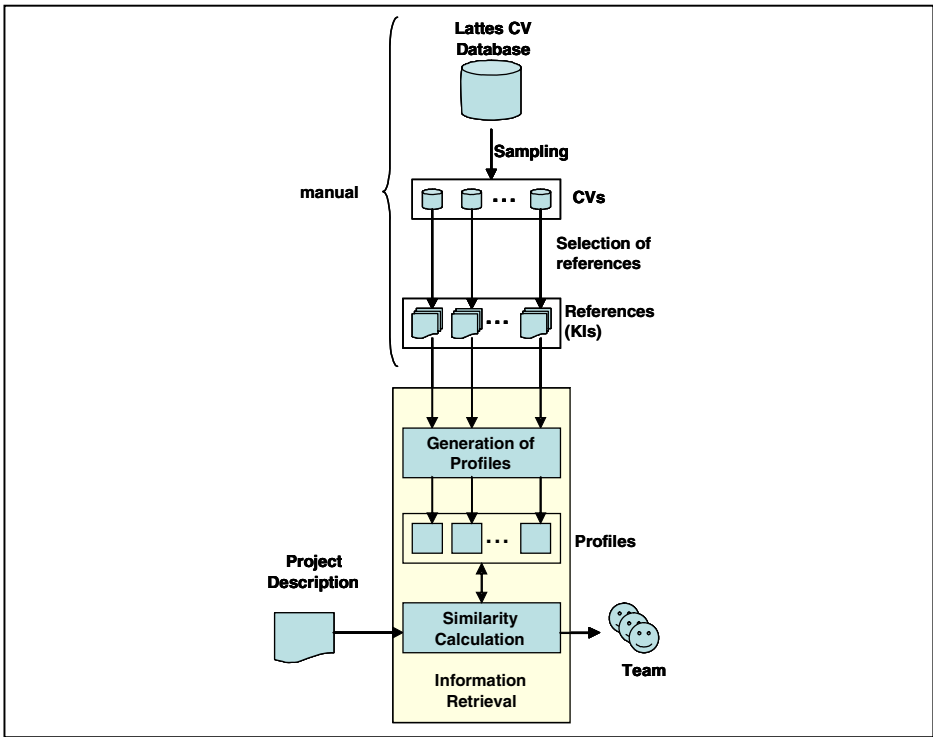 Lattes CV
Database
Sampling
manual
CVs
Selection of
references
References
(KIs)
Generation of
Profiles
Profiles
Project
Description
Similarity
Calculation
Team
Information
Retrieval